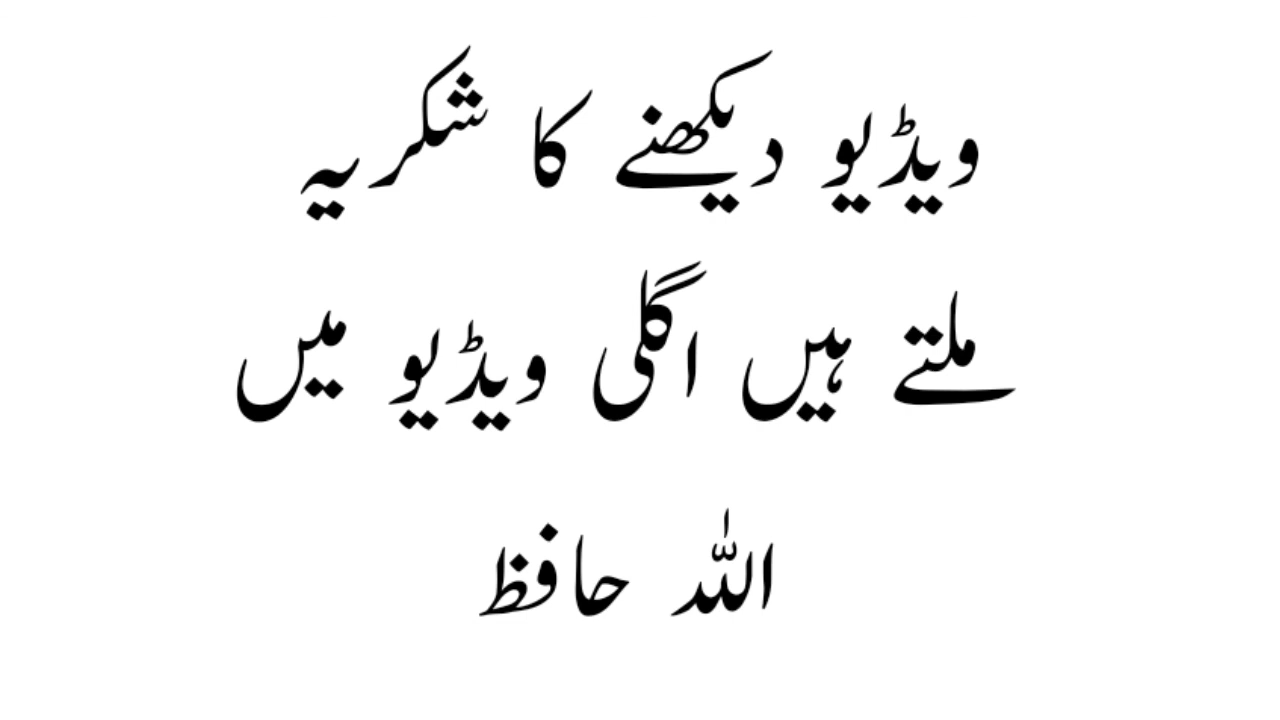 ویڈیو دیکھنے کا شکریہ
ملتے ہیں اگلی ویڈیو میں
اللہ حافظ